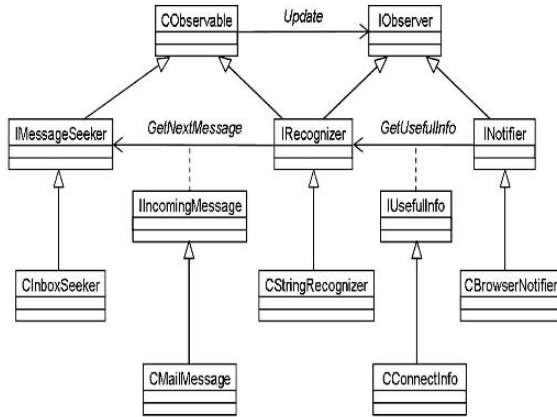 CObservable
Update
IObserver
IMessageSeeker
GetNextMessage
IRecognizer
GetUsefulInfo
INotifier
IIncomingMessage
IUsefulInfo
CInboxSeeker
CStringRecognizer
CBrowserNotifier
CMailMessage
CConnectInfo